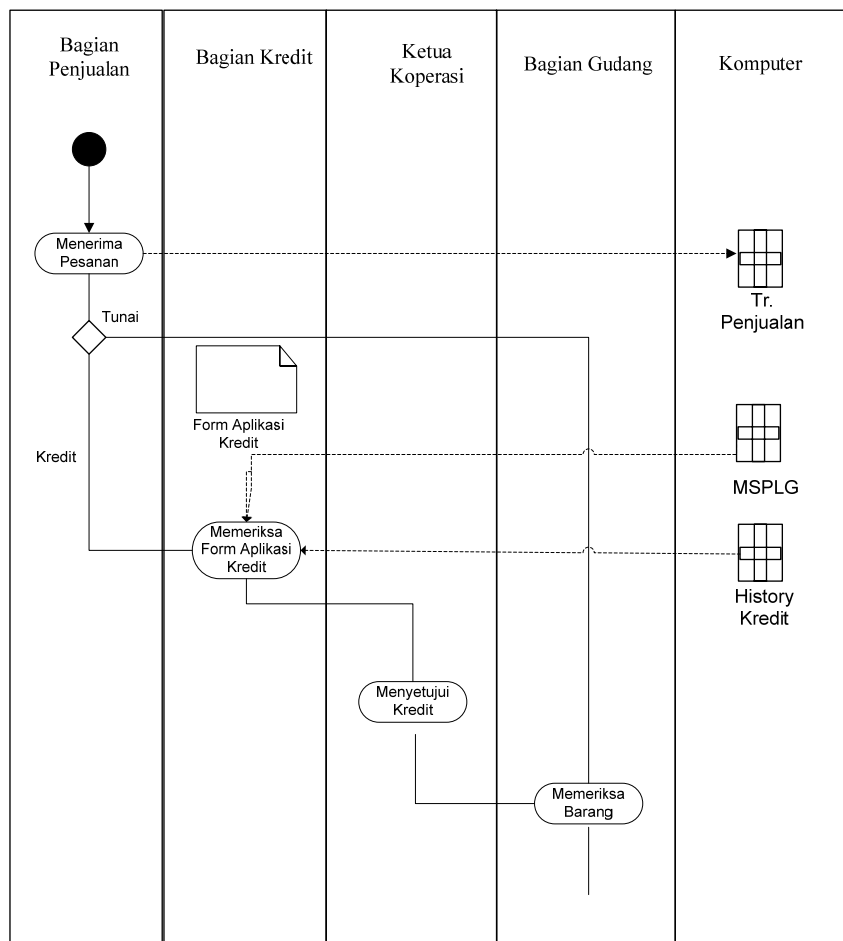 Bagian
Penjualan
Bagian Kredit
Ketua
Koperasi
Bagian Gudang
Komputer
Menerima
Pesanan
Tr.
Penjualan
Tunai
Form Aplikasi
Kredit
Kredit
MSPLG
Memeriksa
Form Aplikasi
Kredit
History
Kredit
Menyetujui
Kredit
Memeriksa
Barang